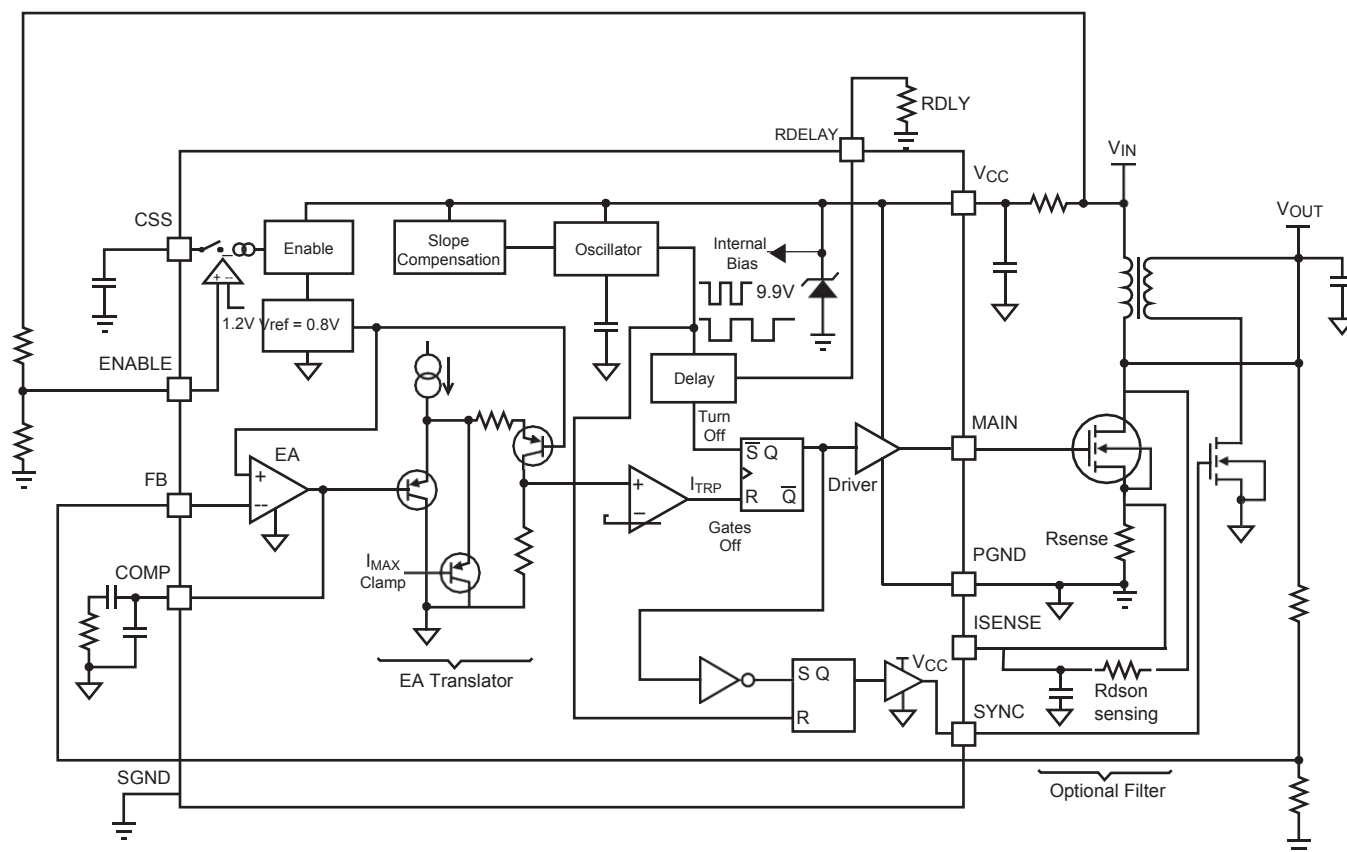 RDLY
RDELAY
VIN
VCC
VOUT
CSS
Enable
Slope
Compensation
Oscillator
Internal
Bias
9.9V
+ --
1.2V
Vref = 0.8V
ENABLE
Delay
Turn
Off
MAIN
EA
+
--
S Q
R Q
ITRP
+
–
Driver
Gates
Off
FB
Rsense
IMAX
Clamp
COMP
PGND
ISENSE
EA Translator
S Q
R
VCC
Rdson
sensing
SYNC
SGND
Optional Filter